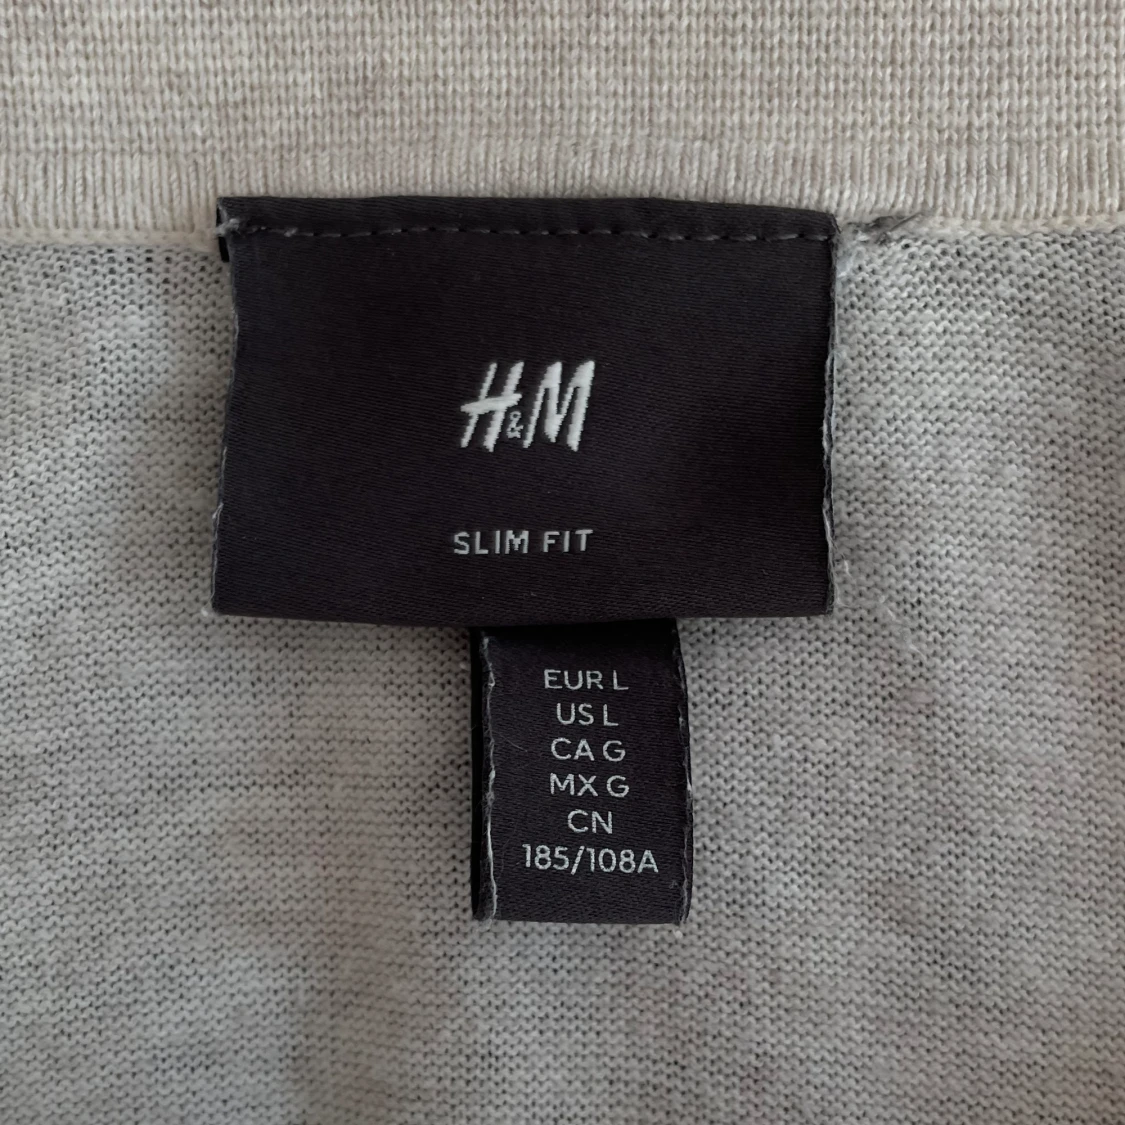 H&M
SLIM FIT
EUR L
US L
CA G
MX G
CN
185/108A